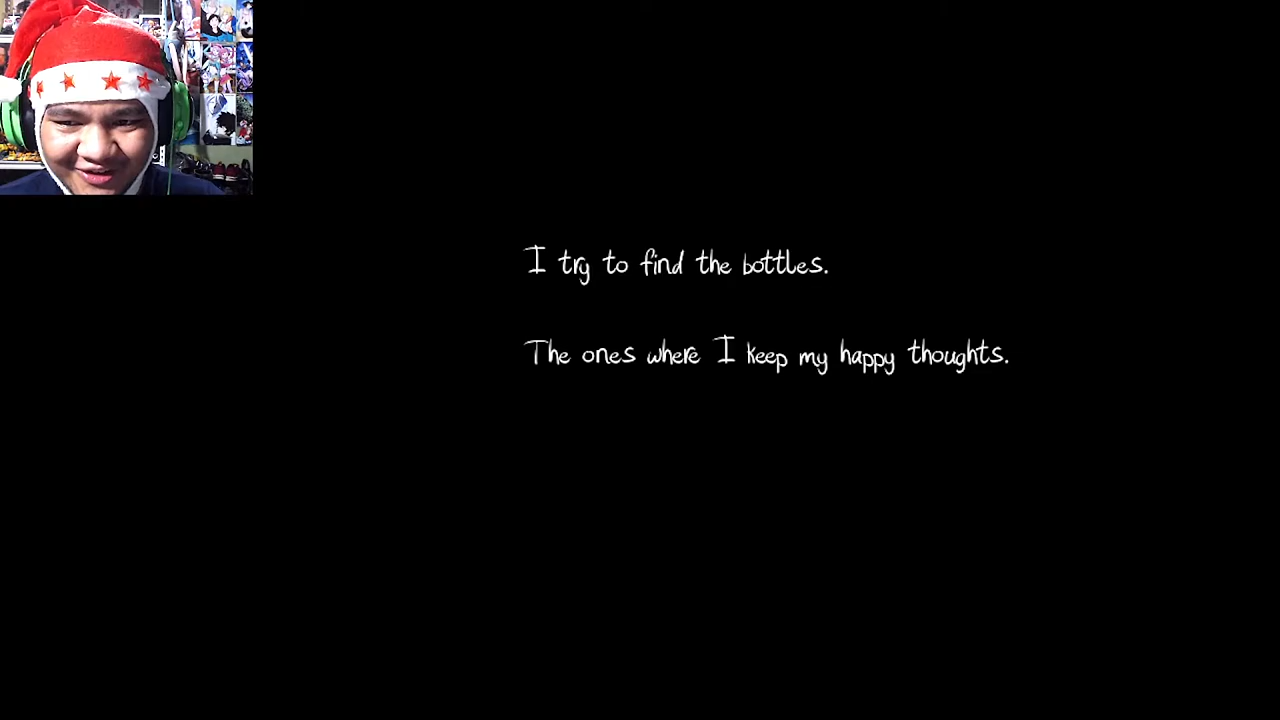 I try to find the bottles.
The ones where I keep my happy thoughts.